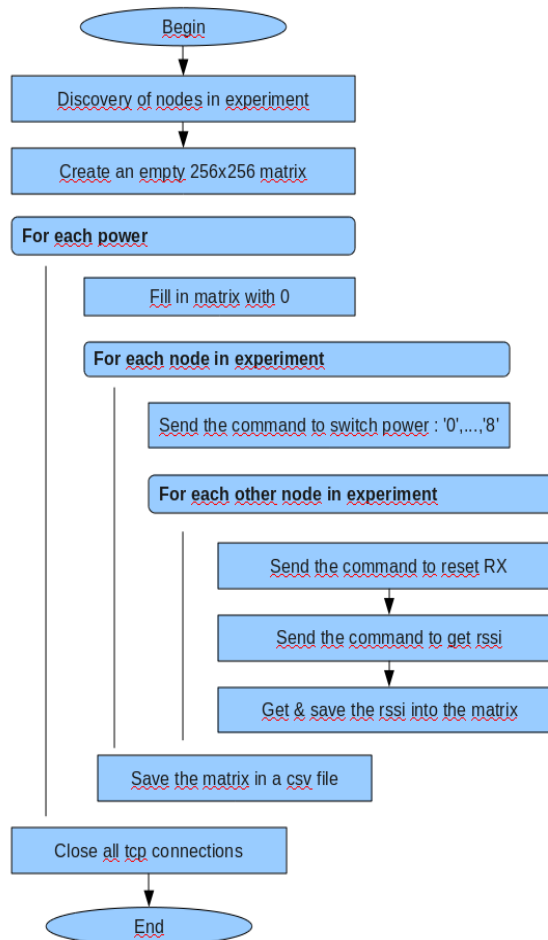 Begin
Discovery of nodes in experiment
Create an empty 256x256 matrix
For each power
Fill in matrix with 0
For each node in experiment
Send the command to switch power : '0',...,'8'
For each other node in experiment
Send the command to reset RX
Send the command to get rssi
Get & save the rssi into the matrix
Save the matrix in a csv file
Close all tcp connections
End